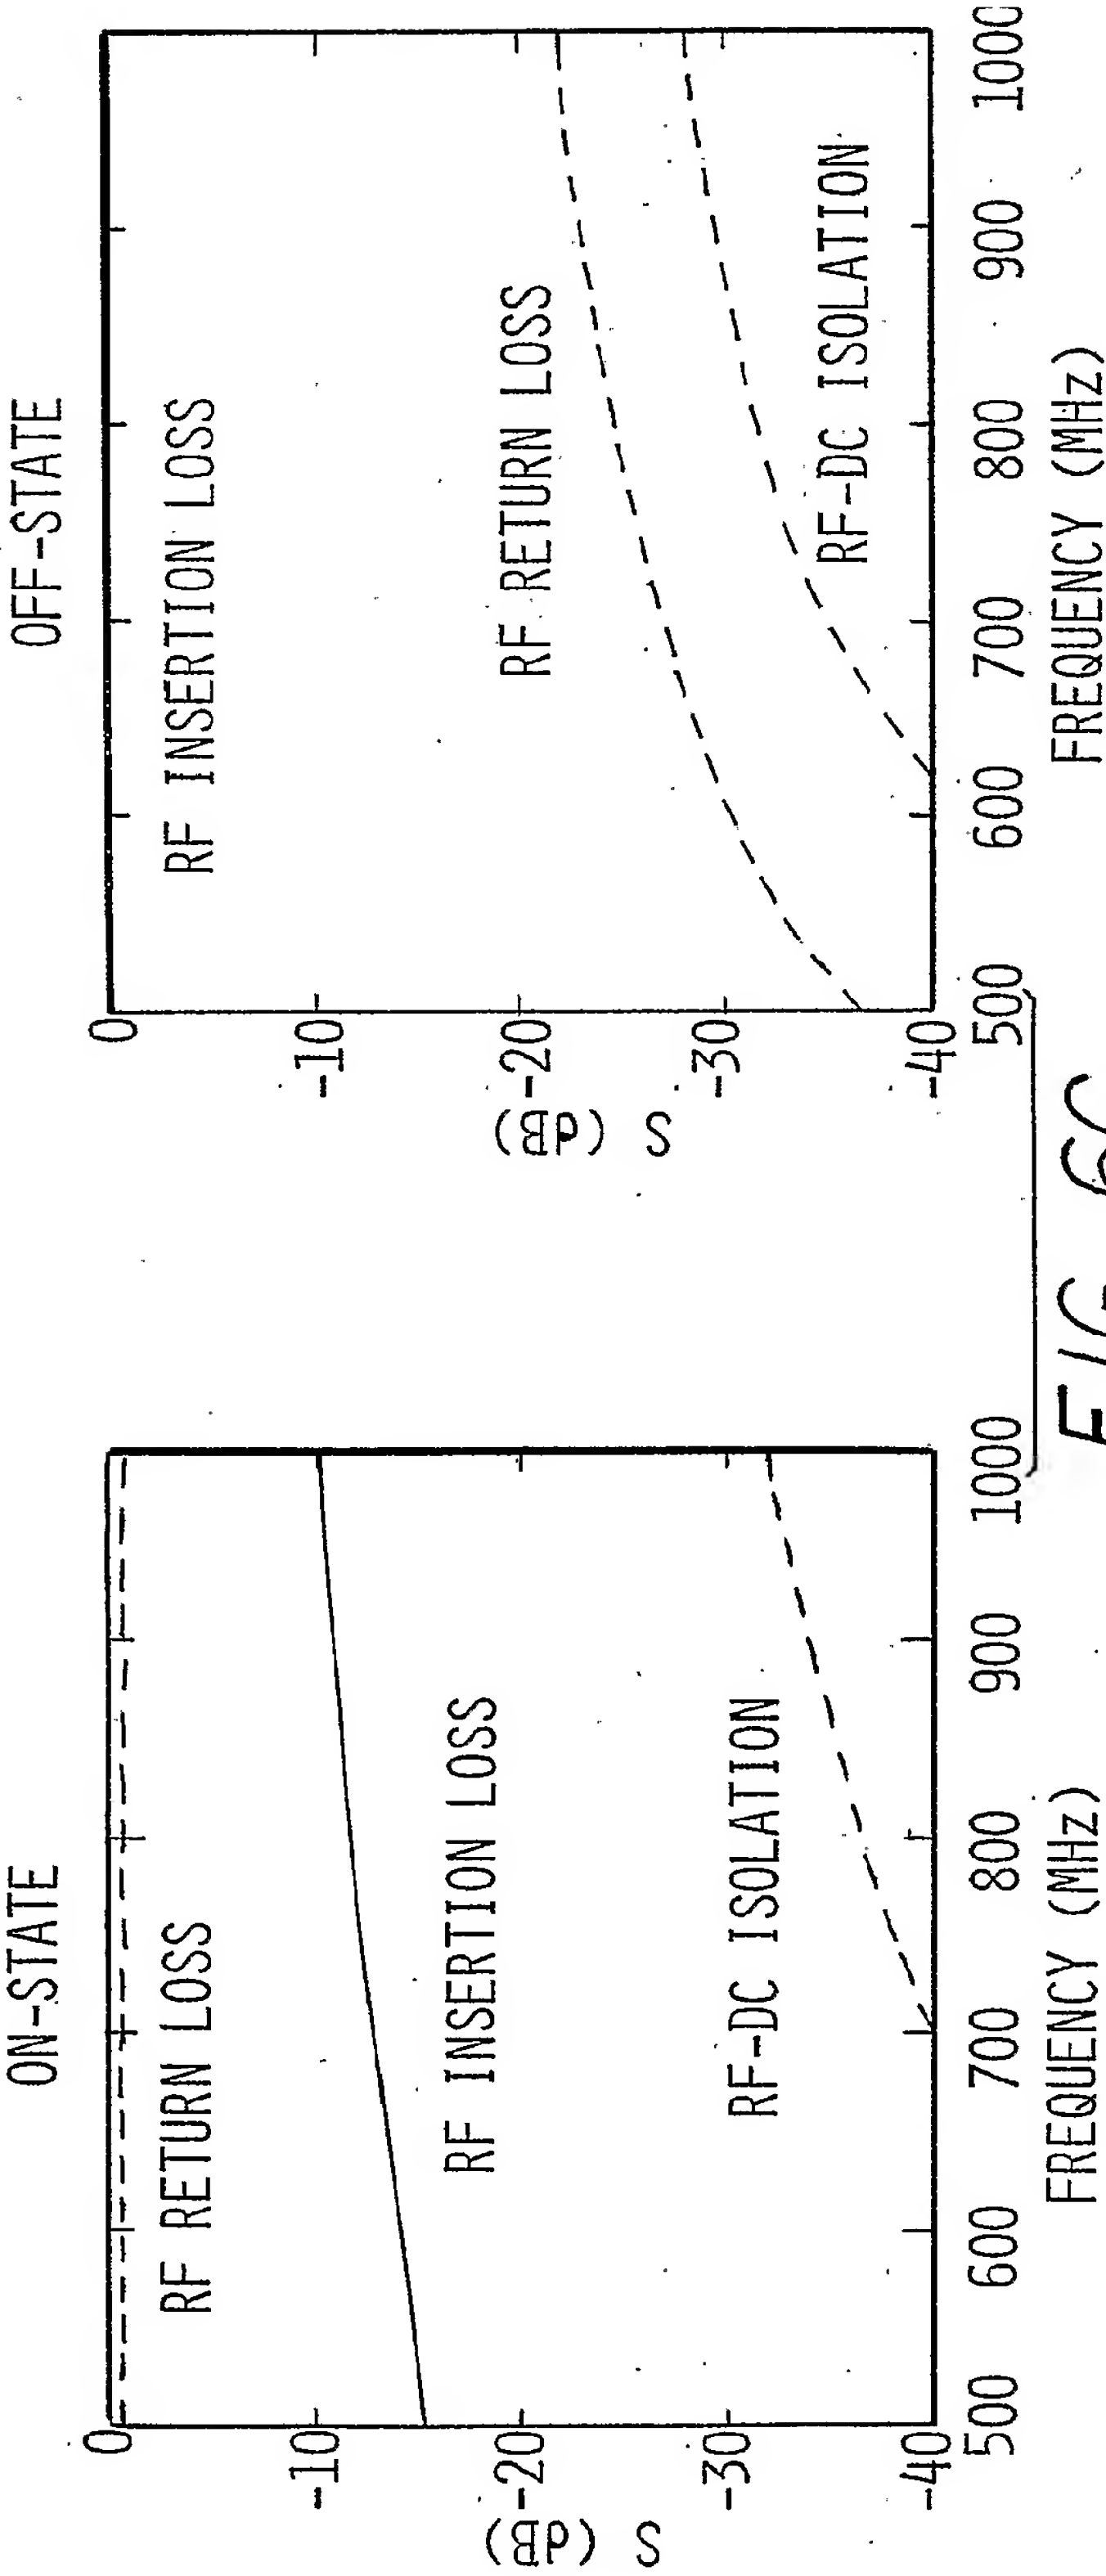 ON-STATE
0
-10
-20
-30
-40
S (dB)
RF RETURN LOSS
RF INSERTION LOSS
RF-DC ISOLATION
500 600 700 800 900 1000
FREQUENCY (MHz)
OFF-STATE
0
-10
-20
-30
-40
S (dB)
RF INSERTION LOSS
RF RETURN LOSS
RF-DC ISOLATION
500 600 700 800 900 1000
FREQUENCY (MHz)
FIG